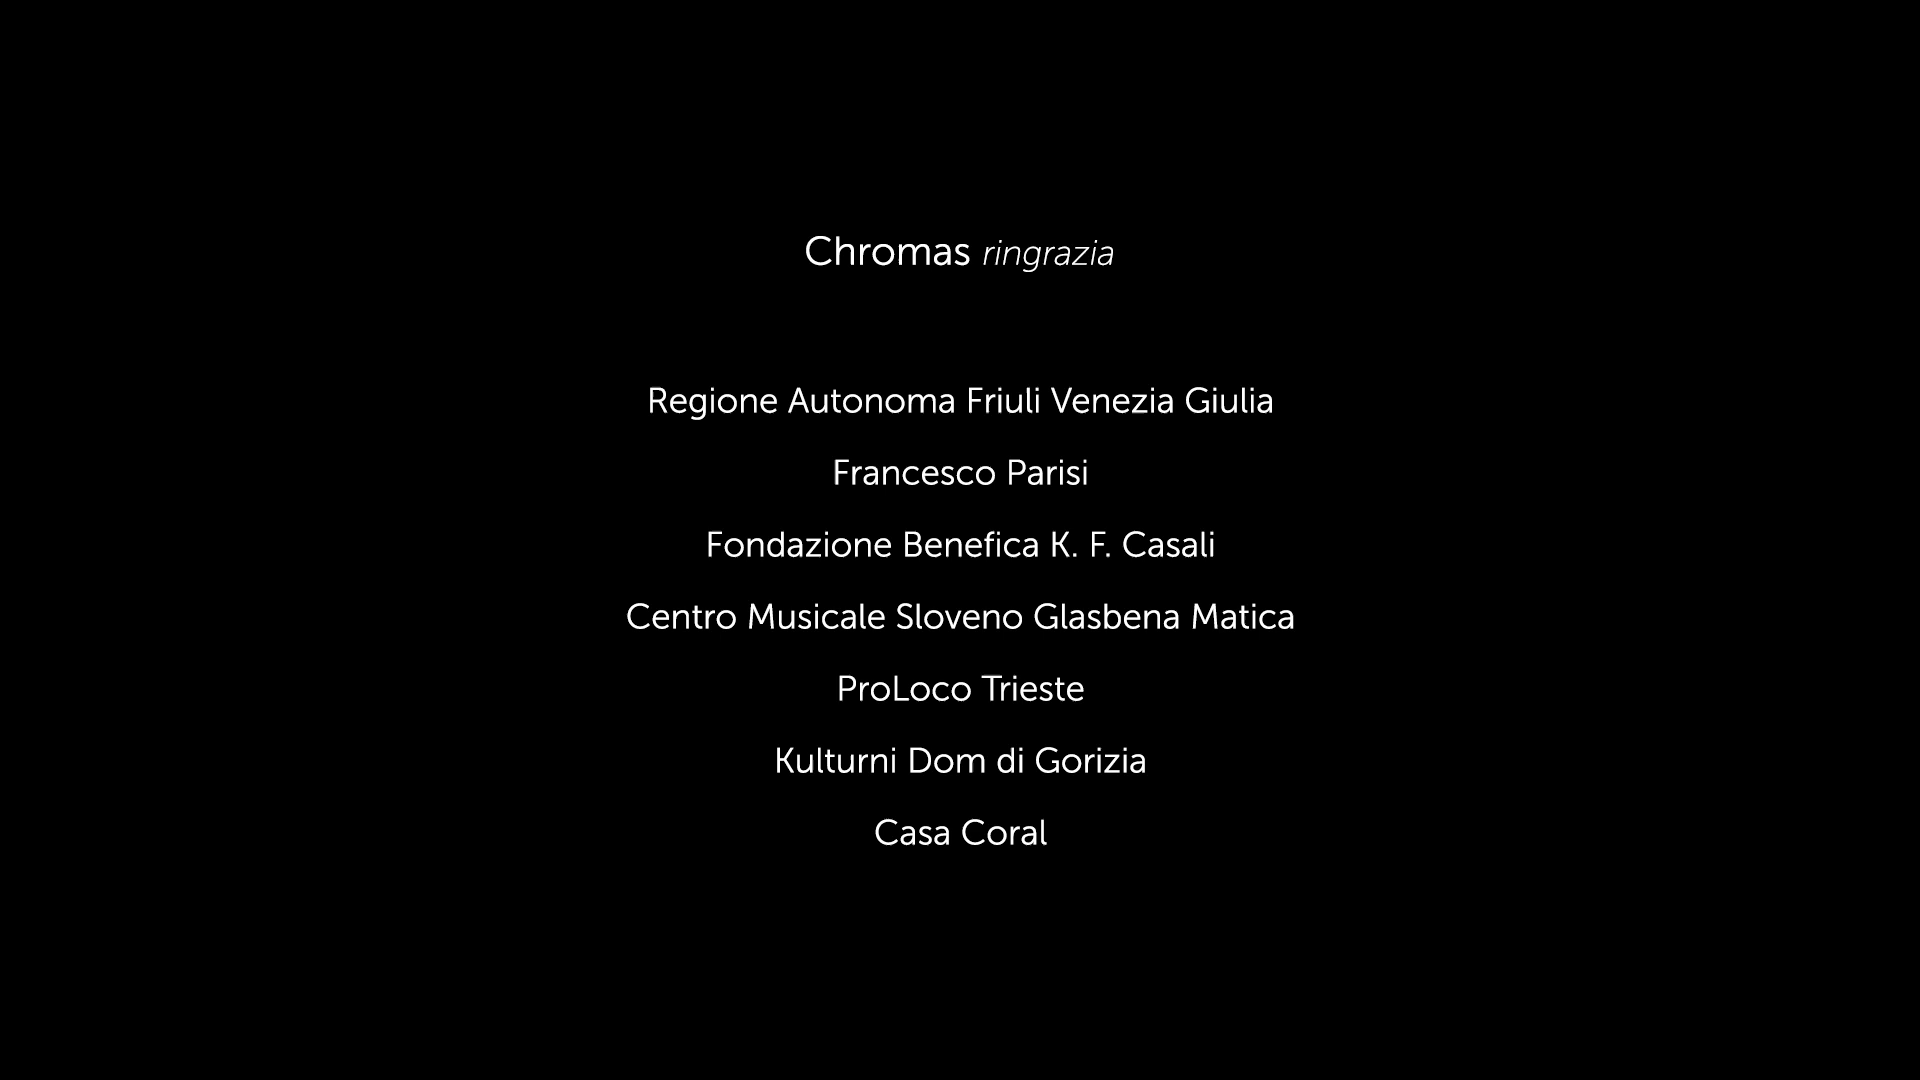 Chromas ringrazia
Regione Autonoma Friuli Venezia Giulia
Francesco Parisi
Fondazione Benefica K. F. Casali
Centro Musicale Sloveno Glasbena Matica
ProLoco Trieste
Kulturni Dom di Gorizia
Casa Coral